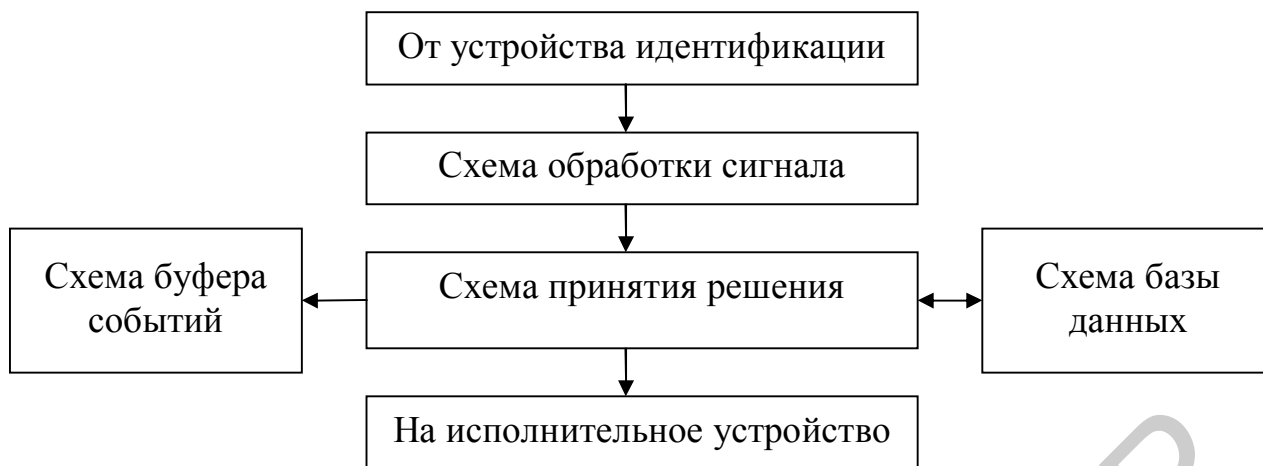 От устройства идентификации
Схема обработки сигнала
Схема буфера
событий
Схема принятия решения
Схема базы
данных
На исполнительное устройство